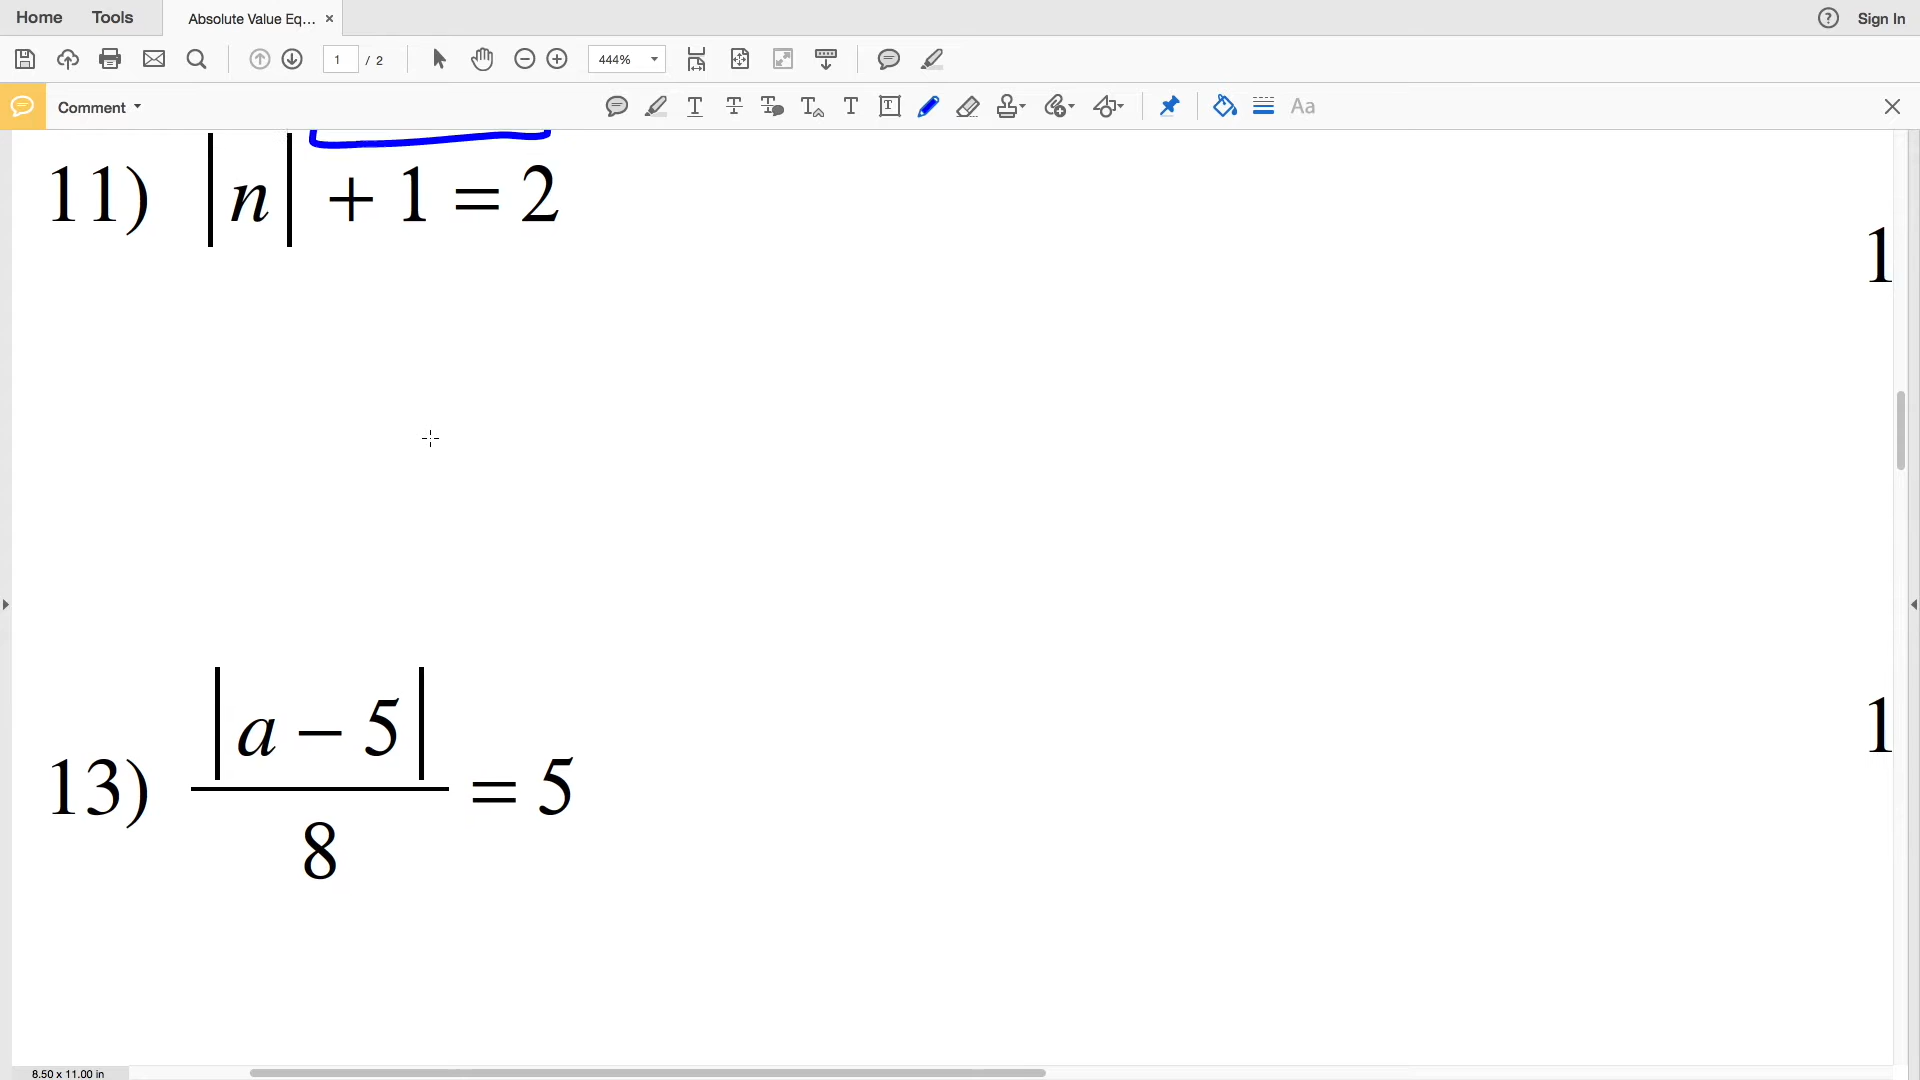 Home Tools Absolute Value Eq... × ? Sign In
1 / 2 444%
Comment T T T T T T Aa
11) |n| + 1 = 2
1
13) |a − 5| / 8 = 5
1
8.50 x 11.00 in